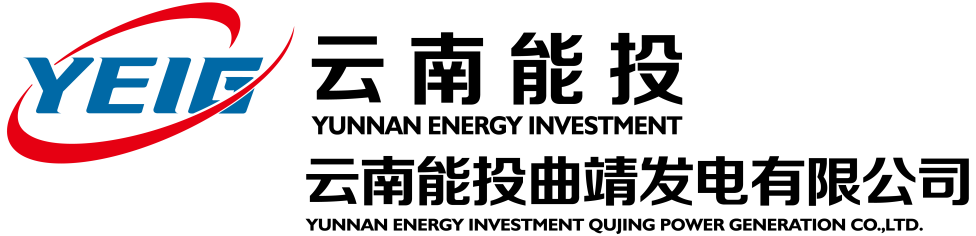 YEIG
云南能投
YUNNAN ENERGY INVESTMENT
云南能投曲靖发电有限公司
YUNNAN ENERGY INVESTMENT QUJING POWER GENERATION CO.,LTD.